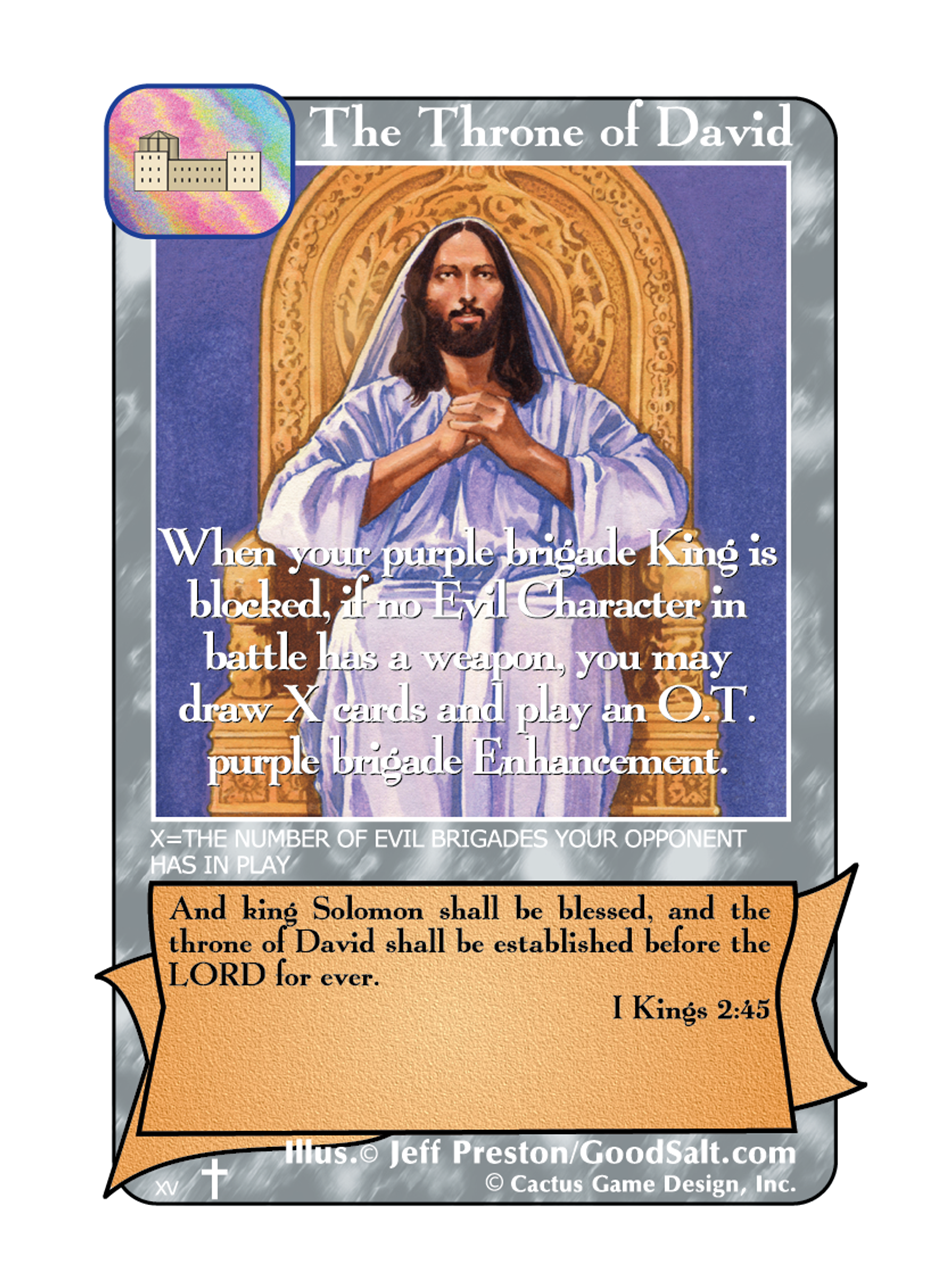 The Throne of David
When your purple brigade King is
blocked, if no Evil Character in
battle has a weapon, you may
draw X cards and play an O.T.
purple brigade Enhancement.
X=THE NUMBER OF EVIL BRIGADES YOUR OPPONENT
HAS IN PLAY
And king Solomon shall be blessed, and the
throne of David shall be established before the
LORD for ever.
I Kings 2:45
Illus.© Jeff Preston/GoodSalt.com
XV
© Cactus Game Design, Inc.